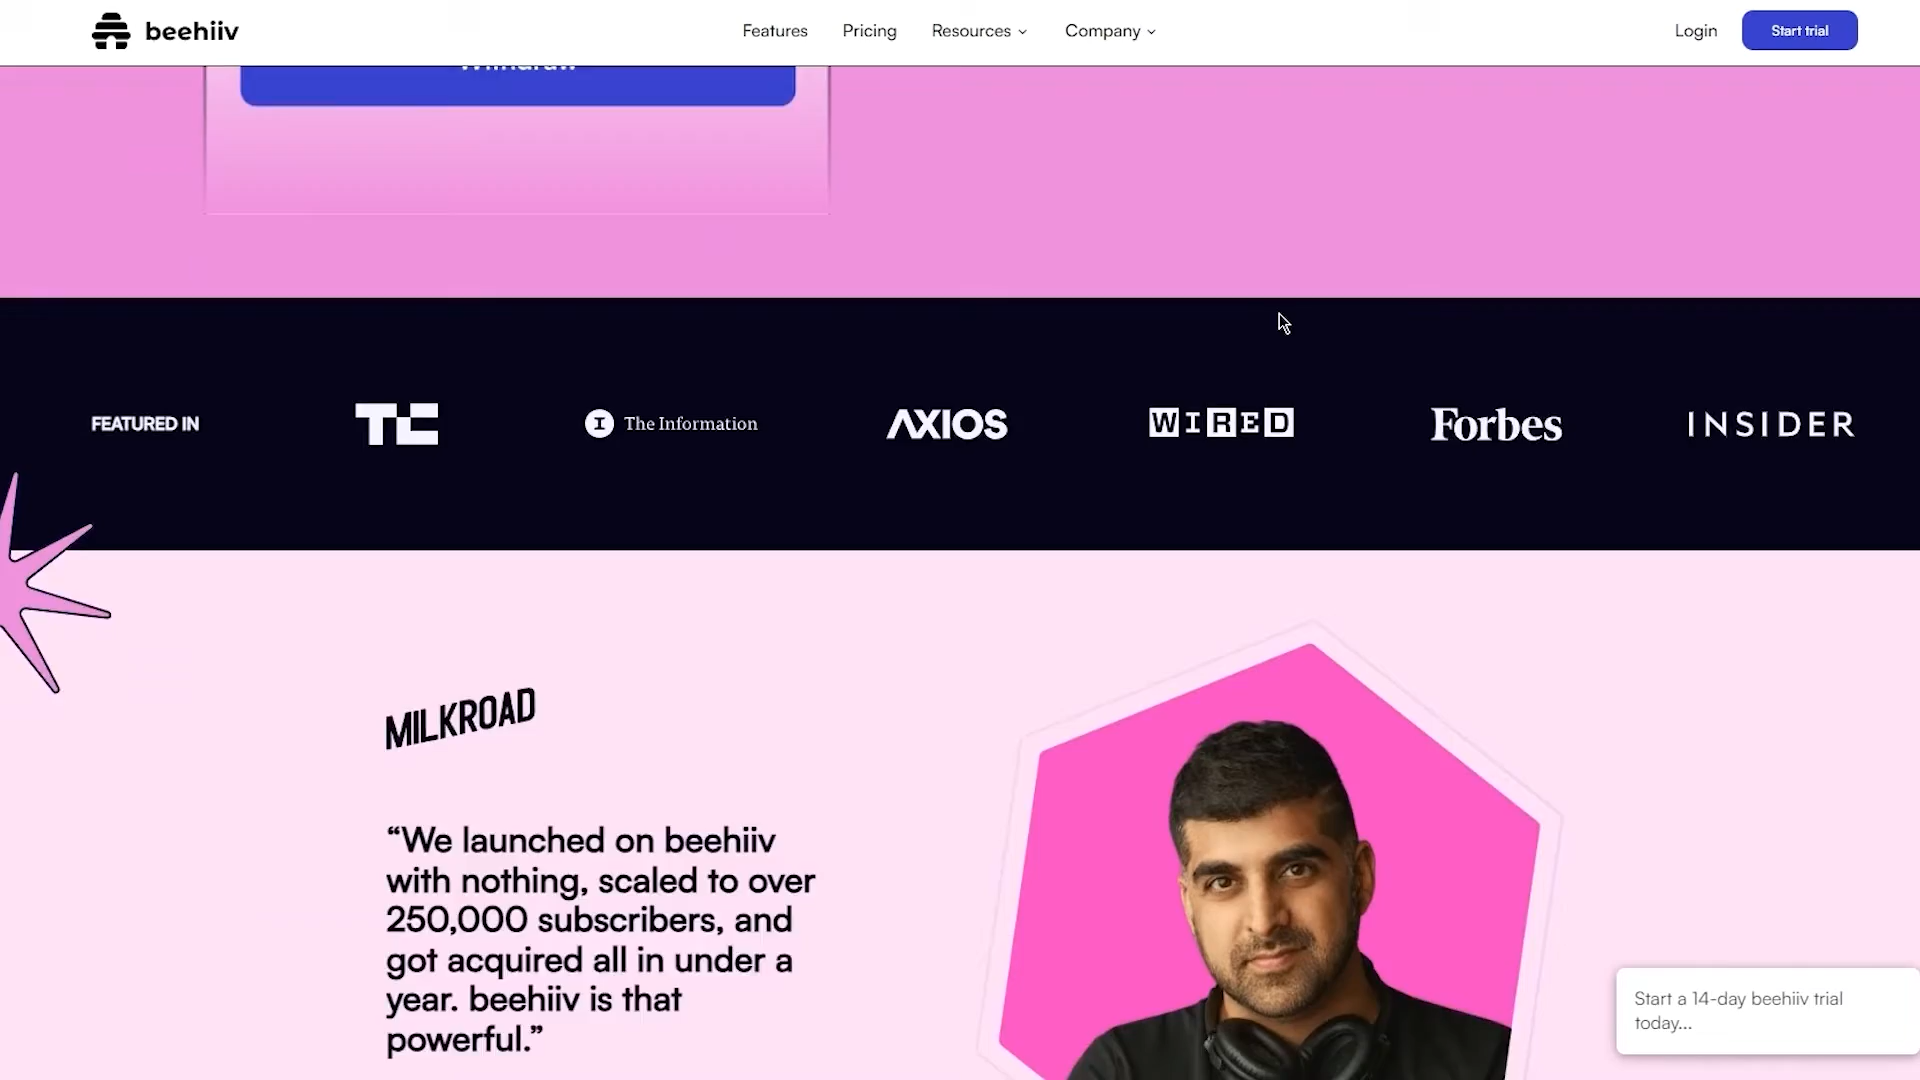 beehiiv
Features
Pricing
Resources
Company
Login
Start trial
FEATURED IN
TC
I The Information
AXIOS
WIRED
Forbes
INSIDER
MILKROAD
“We launched on beehiiv
with nothing, scaled to over
250,000 subscribers, and
got acquired all in under a
year. beehiiv is that
powerful.”
Start a 14-day beehiiv trial
today...